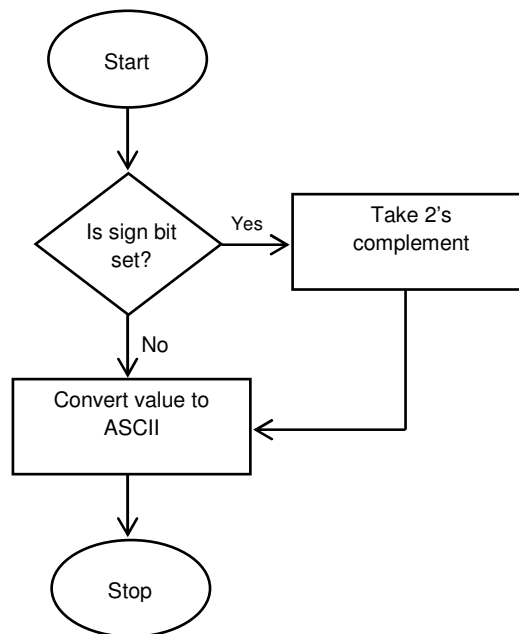 Start
Is sign bit
set?
Yes
Take 2's
complement
No
Convert value to
ASCII
Stop